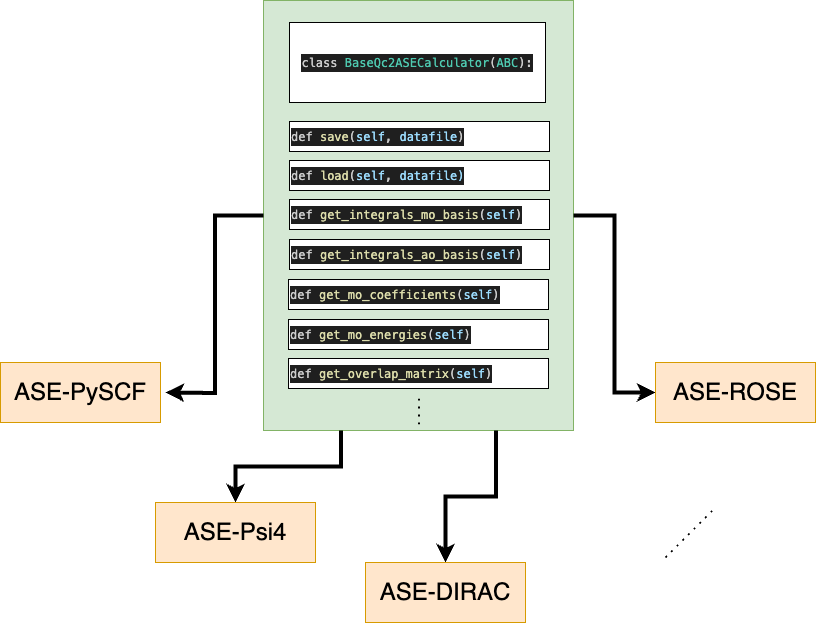 class BaseQc2ASECalculator(ABC):
def save(self, datafile)
def load(self, datafile)
def get_integrals_mo_basis(self)
def get_integrals_ao_basis(self)
def get_mo_coefficients(self)
def get_mo_energies(self)
def get_overlap_matrix(self)
ASE-PySCF
ASE-ROSE
ASE-Psi4
ASE-DIRAC